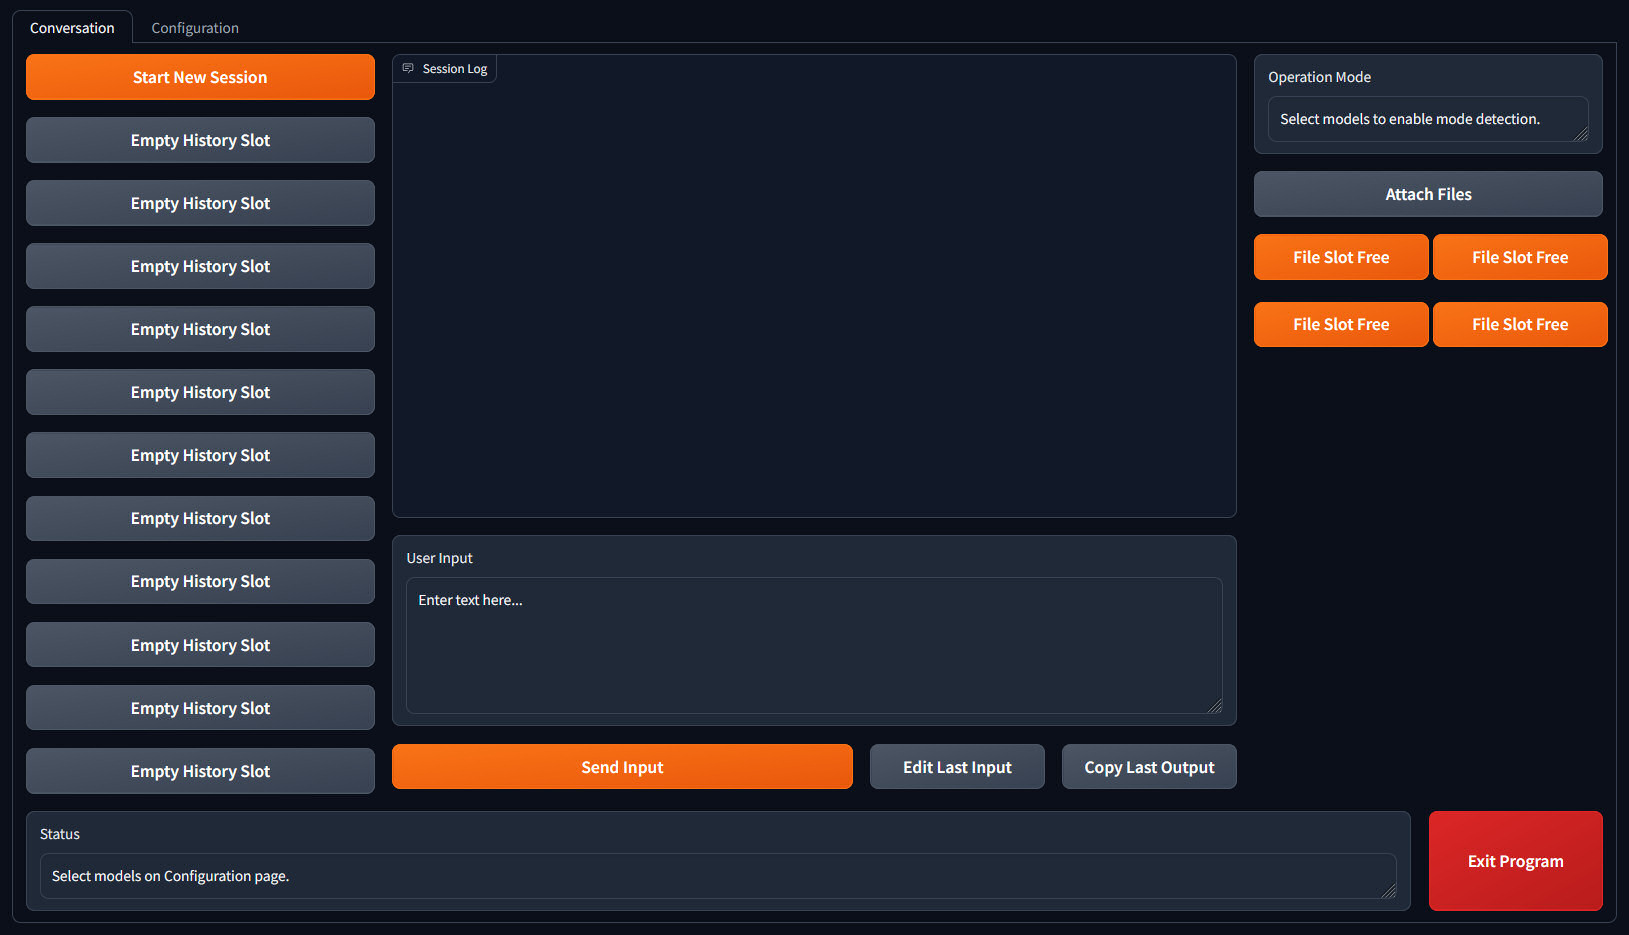 Conversation
Configuration
Start New Session
Empty History Slot
Empty History Slot
Empty History Slot
Empty History Slot
Empty History Slot
Empty History Slot
Empty History Slot
Empty History Slot
Empty History Slot
Empty History Slot
Empty History Slot
Session Log
User Input
Enter text here...
Send Input
Edit Last Input
Copy Last Output
Operation Mode
Select models to enable mode detection.
Attach Files
File Slot Free
File Slot Free
File Slot Free
File Slot Free
Status
Select models on Configuration page.
Exit Program